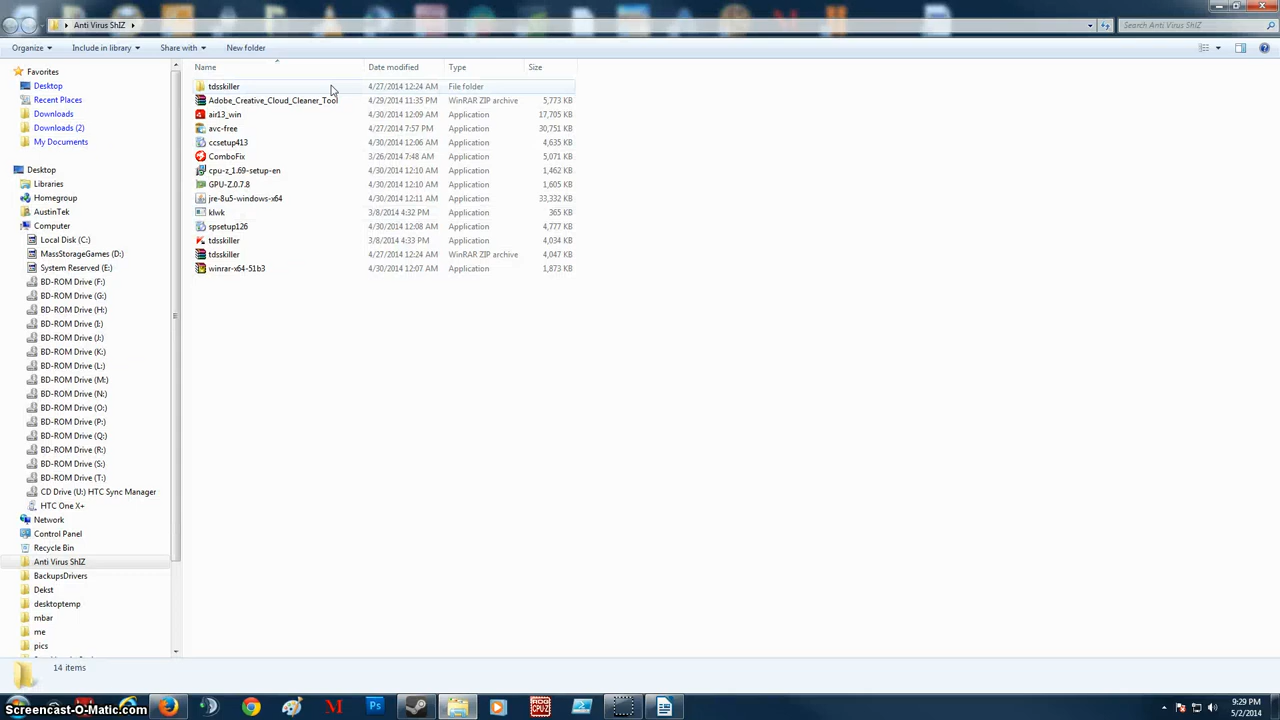 Anti Virus ShIZ
Search Anti Virus ShIZ
Organize Include in library Share with New folder
Name Date modified Type Size
tdsskiller 4/27/2014 12:24 AM File folder
Adobe_Creative_Cloud_Cleaner_Tool 4/29/2014 11:35 PM WinRAR ZIP archive 5,773 KB
air13_win 4/30/2014 12:09 AM Application 17,705 KB
avc-free 4/27/2014 7:57 PM Application 30,751 KB
ccsetup413 4/30/2014 12:06 AM Application 4,635 KB
ComboFix 3/26/2014 7:48 AM Application 5,071 KB
cpu-z_1.69-setup-en 4/30/2014 12:10 AM Application 1,462 KB
GPU-Z.0.7.8 4/30/2014 12:10 AM Application 1,605 KB
jre-8u5-windows-x64 4/30/2014 12:11 AM Application 33,332 KB
klwk 3/8/2014 4:32 PM Application 365 KB
spsetup126 4/30/2014 12:08 AM Application 4,777 KB
tdsskiller 3/8/2014 4:33 PM Application 4,034 KB
tdsskiller 4/27/2014 12:24 AM WinRAR ZIP archive 4,047 KB
winrar-x64-51b3 4/30/2014 12:07 AM Application 1,873 KB
Favorites
Desktop
Recent Places
Downloads
Downloads (2)
My Documents
Desktop
Libraries
Homegroup
AustinTek
Computer
Local Disk (C:)
MassStorageGames (D:)
System Reserved (E:)
BD-ROM Drive (F:)
BD-ROM Drive (G:)
BD-ROM Drive (H:)
BD-ROM Drive (I:)
BD-ROM Drive (J:)
BD-ROM Drive (K:)
BD-ROM Drive (L:)
BD-ROM Drive (M:)
BD-ROM Drive (N:)
BD-ROM Drive (O:)
BD-ROM Drive (P:)
BD-ROM Drive (Q:)
BD-ROM Drive (R:)
BD-ROM Drive (S:)
BD-ROM Drive (T:)
CD Drive (U:) HTC Sync Manager
HTC One X+
Network
Control Panel
Recycle Bin
Anti Virus ShIZ
BackupsDrivers
Dekst
desktoptemp
mbar
me
pics
14 items
Screencast-O-Matic.com
9:29 PM
5/2/2014